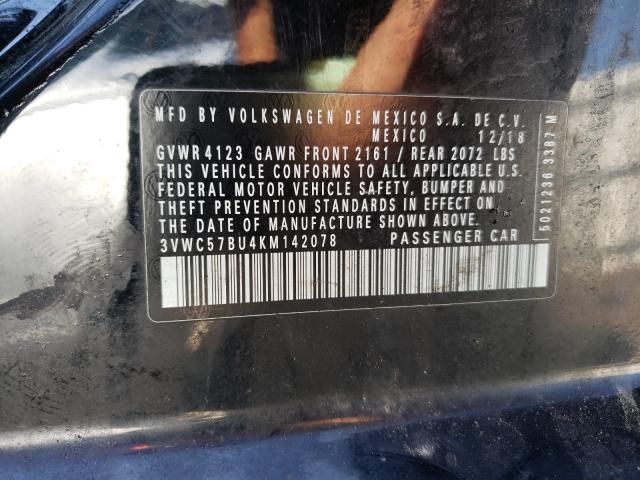 MFD BY VOLKSWAGEN DE MEXICO S.A. DE C.V.
MEXICO 12/18
GVWR 4123 GAWR FRONT 2161 / REAR 2072 LBS
THIS VEHICLE CONFORMS TO ALL APPLICABLE U.S.
FEDERAL MOTOR VEHICLE SAFETY, BUMPER AND
THEFT PREVENTION STANDARDS IN EFFECT ON
THE DATE OF MANUFACTURE SHOWN ABOVE.
3VWC57BU4KM142078 PASSENGER CAR
5021236 3387 M